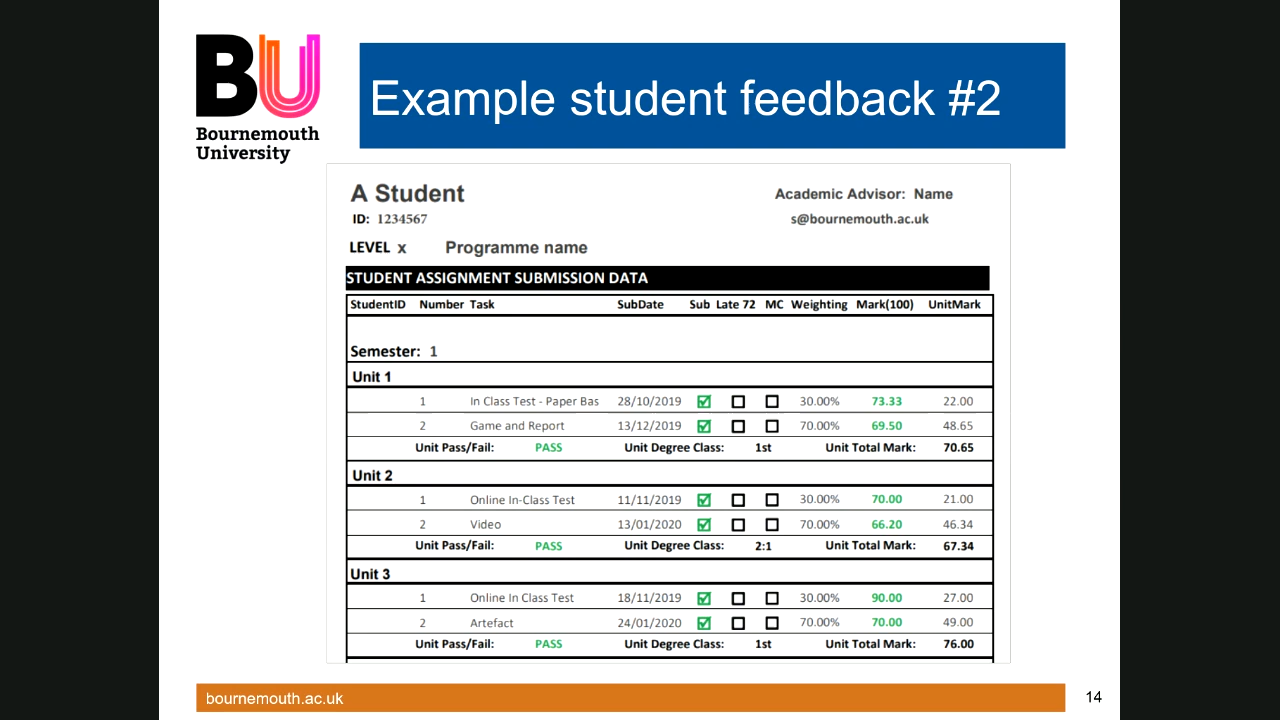 BU
Bournemouth
University
Example student feedback #2
A Student
Academic Advisor: Name
ID: 1234567
s@bournemouth.ac.uk
LEVEL x Programme name
STUDENT ASSIGNMENT SUBMISSION DATA
StudentID Number Task SubDate Sub Late 72 MC Weighting Mark(100) UnitMark
Semester: 1
Unit 1
1 In Class Test - Paper Bas 28/10/2019 30.00% 73.33 22.00
2 Game and Report 13/12/2019 70.00% 69.50 48.65
Unit Pass/Fail: PASS Unit Degree Class: 1st Unit Total Mark: 70.65
Unit 2
1 Online In-Class Test 11/11/2019 30.00% 70.00 21.00
2 Video 13/01/2020 70.00% 66.20 46.34
Unit Pass/Fail: PASS Unit Degree Class: 2:1 Unit Total Mark: 67.34
Unit 3
1 Online In Class Test 18/11/2019 30.00% 90.00 27.00
2 Artefact 24/01/2020 70.00% 70.00 49.00
Unit Pass/Fail: PASS Unit Degree Class: 1st Unit Total Mark: 76.00
bournemouth.ac.uk
14